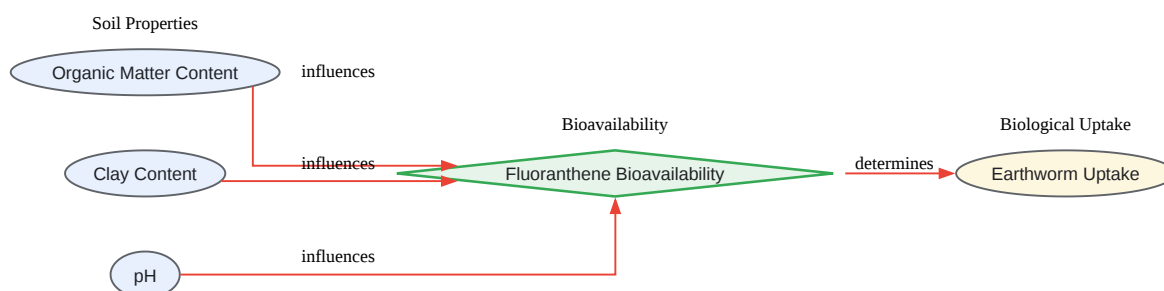 Soil Properties
Organic Matter Content
influences
Bioavailability
Biological Uptake
Clay Content
influences
Fluoranthene Bioavailability
determines
Earthworm Uptake
influences
pH